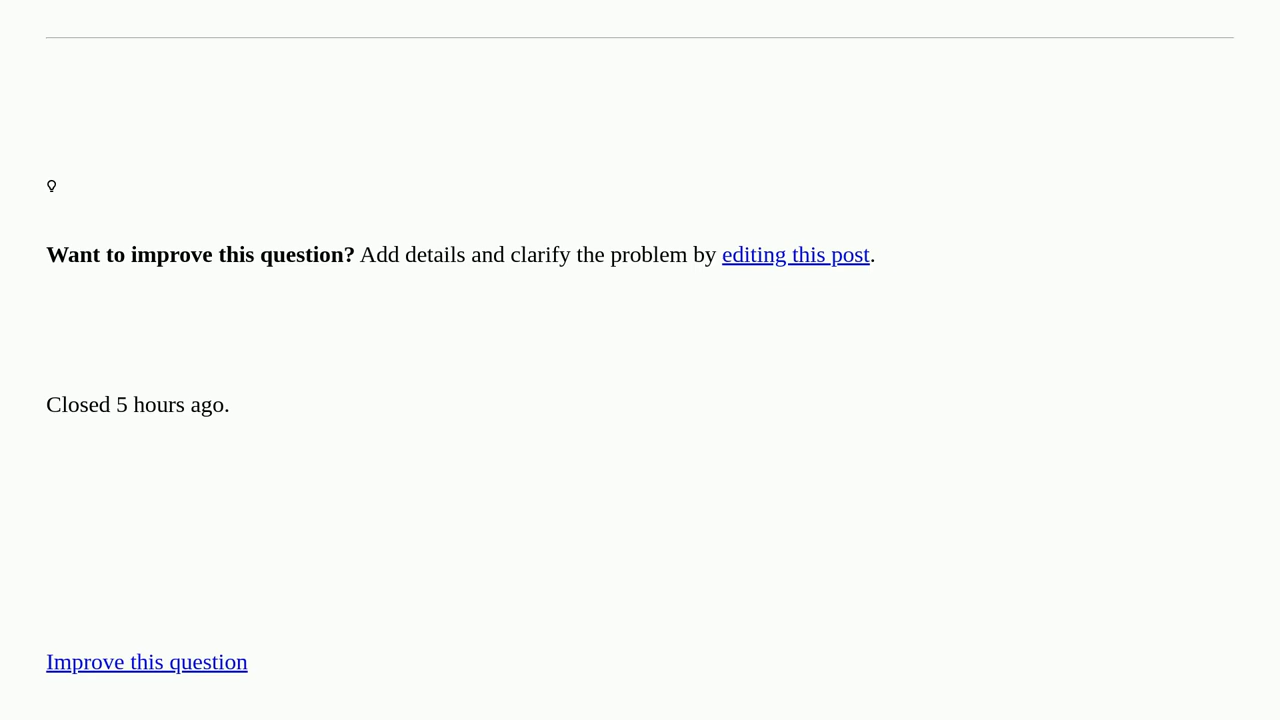 Want to improve this question? Add details and clarify the problem by editing this post.
Closed 5 hours ago.
Improve this question